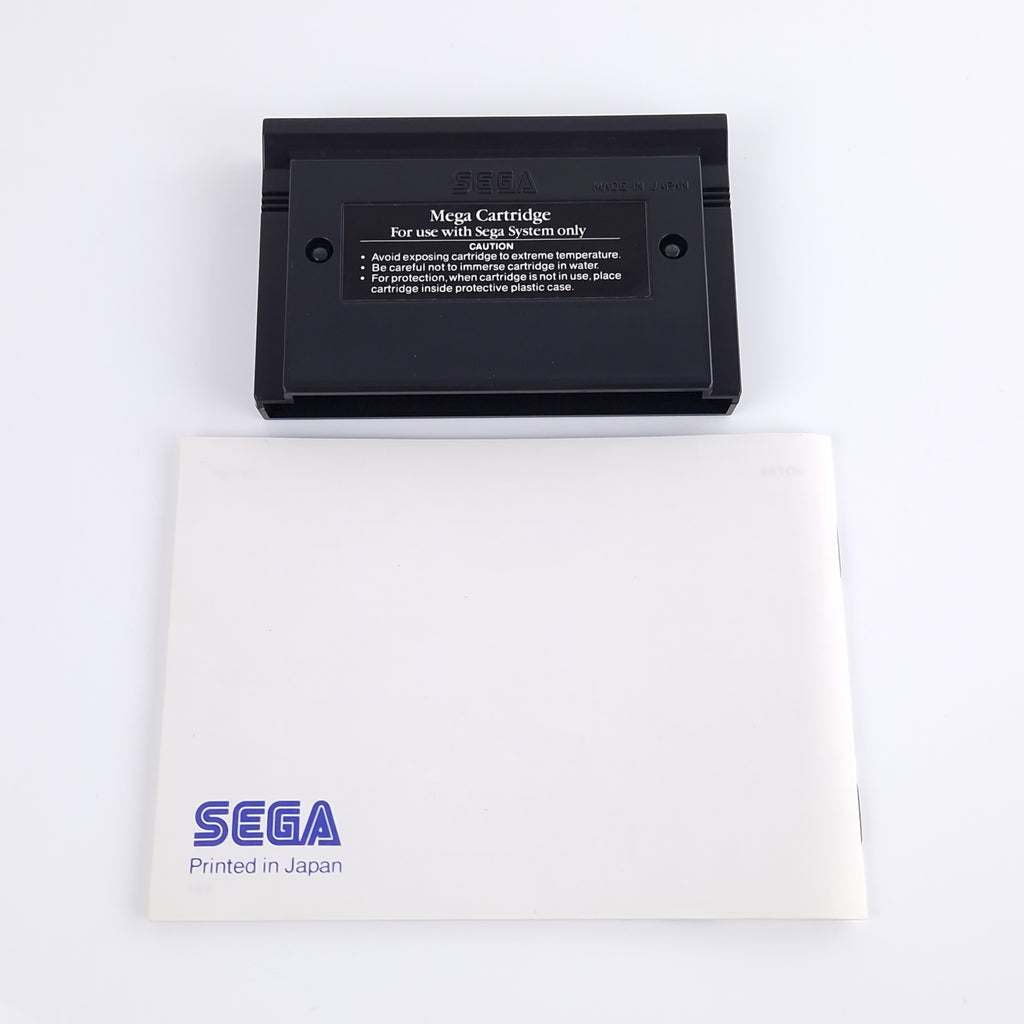 SEGA
MADE IN JAPAN
Mega Cartridge
For use with Sega System only
CAUTION
• Avoid exposing cartridge to extreme temperature.
• Be careful not to immerse cartridge in water.
• For protection, when cartridge is not in use, place
cartridge inside protective plastic case.
SEGA
Printed in Japan